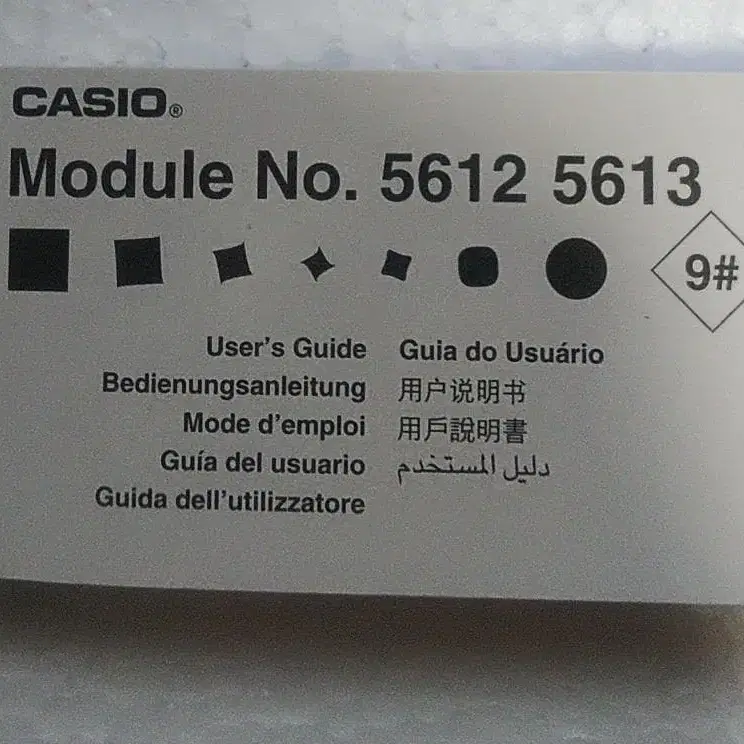 CASIO®
Module No. 5612 5613
9#
User's Guide
Bedienungsanleitung
Mode d'emploi
Guía del usuario
Guida dell'utilizzatore
Guia do Usuário
用户说明书
用戶說明書
دليل المستخدم